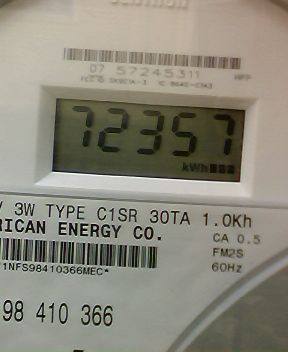 07 57245311
72357
kWh
V 3W TYPE C1SR 30TA 1.0Kh
RICAN ENERGY CO.
CA 0.5
FM2S
60Hz
1NFS98410366MEC*
98 410 366